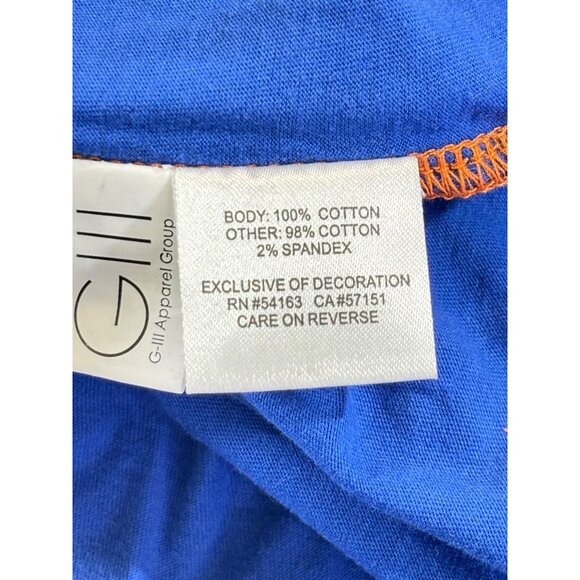 GIII
G-III Apparel Group
BODY: 100% COTTON
OTHER: 98% COTTON
2% SPANDEX
EXCLUSIVE OF DECORATION
RN #54163 CA#57151
CARE ON REVERSE